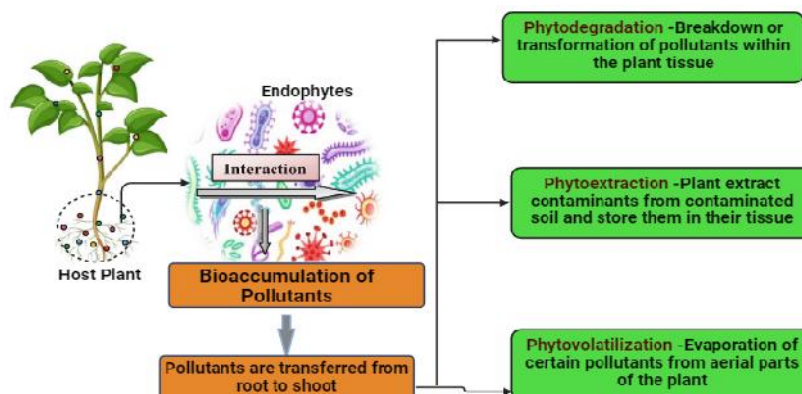 Endophytes
Interaction
Host Plant
Bioaccumulation of
Pollutants
Pollutants are transferred from
root to shoot
Phytodegradation -Breakdown or
transformation of pollutants within
the plant tissue
Phytoextraction -Plant extract
contaminants from contaminated
soil and store them in their tissue
Phytovolatilization -Evaporation of
certain pollutants from aerial parts
of the plant